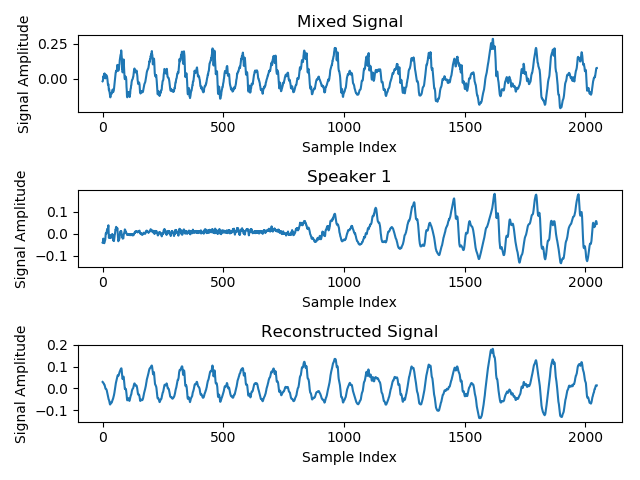 Mixed Signal
Signal Amplitude
0.25
0.00
0 500 1000 1500 2000
Sample Index
Speaker 1
Signal Amplitude
0.1
0.0
−0.1
0 500 1000 1500 2000
Sample Index
Reconstructed Signal
Signal Amplitude
0.2
0.1
0.0
−0.1
0 500 1000 1500 2000
Sample Index